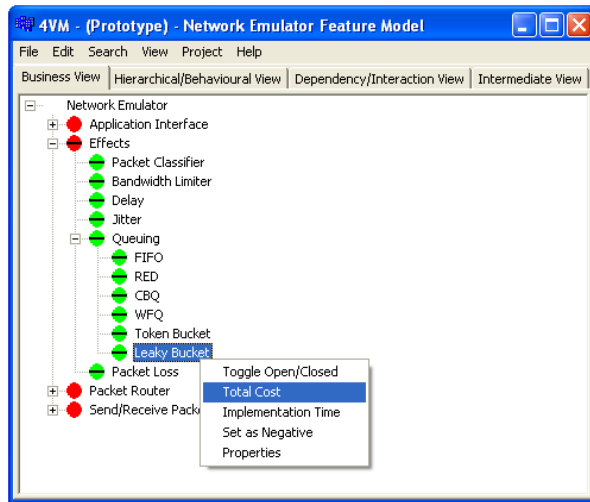 4VM - (Prototype) - Network Emulator Feature Model
File Edit Search View Project Help
Business View Hierarchical/Behavioural View Dependency/Interaction View Intermediate View
Network Emulator
Application Interface
Effects
Packet Classifier
Bandwidth Limiter
Delay
Jitter
Queuing
FIFO
RED
CBQ
WFQ
Token Bucket
Leaky Bucket
Packet Loss
Packet Router
Send/Receive Pack
Toggle Open/Closed
Total Cost
Implementation Time
Set as Negative
Properties